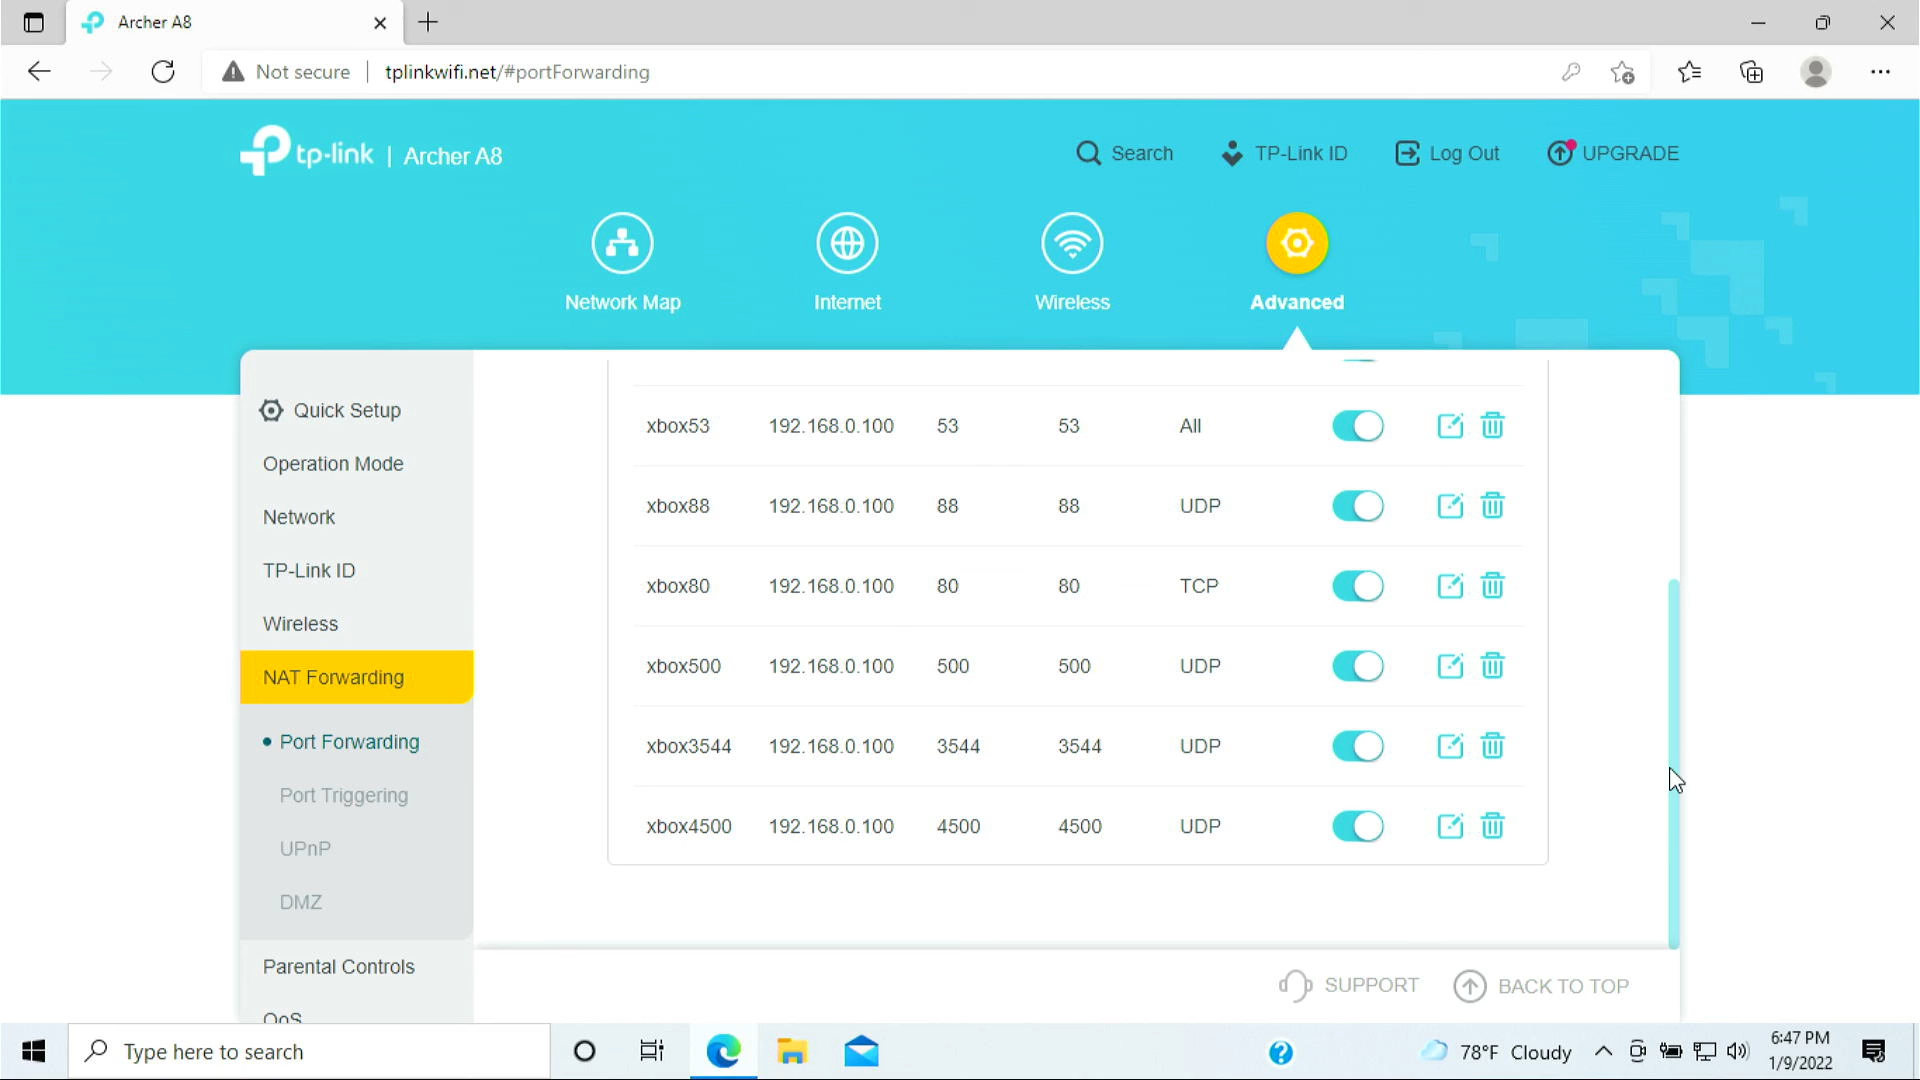 Archer A8
Not secure | tplinkwifi.net/#portForwarding
tp-link | Archer A8
Search
TP-Link ID
Log Out
UPGRADE
Network Map
Internet
Wireless
Advanced
Quick Setup
Operation Mode
Network
TP-Link ID
Wireless
NAT Forwarding
Port Forwarding
Port Triggering
UPnP
DMZ
Parental Controls
QoS
xbox53 192.168.0.100 53 53 All
xbox88 192.168.0.100 88 88 UDP
xbox80 192.168.0.100 80 80 TCP
xbox500 192.168.0.100 500 500 UDP
xbox3544 192.168.0.100 3544 3544 UDP
xbox4500 192.168.0.100 4500 4500 UDP
SUPPORT
BACK TO TOP
Type here to search
78°F Cloudy
6:47 PM
1/9/2022